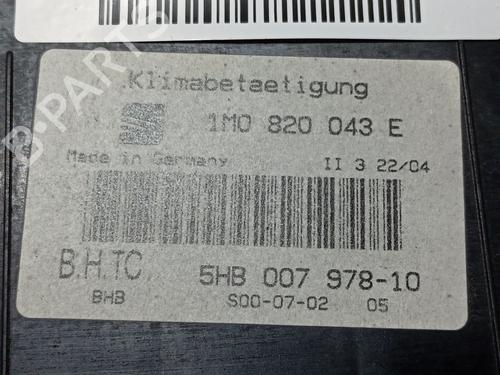 Klimabetaetigung
1M0 820 043 E
Made in Germany II 3 22/04
B.H.TC 5HB 007 978-10
BHB S00-07-02 05
B-PARTS